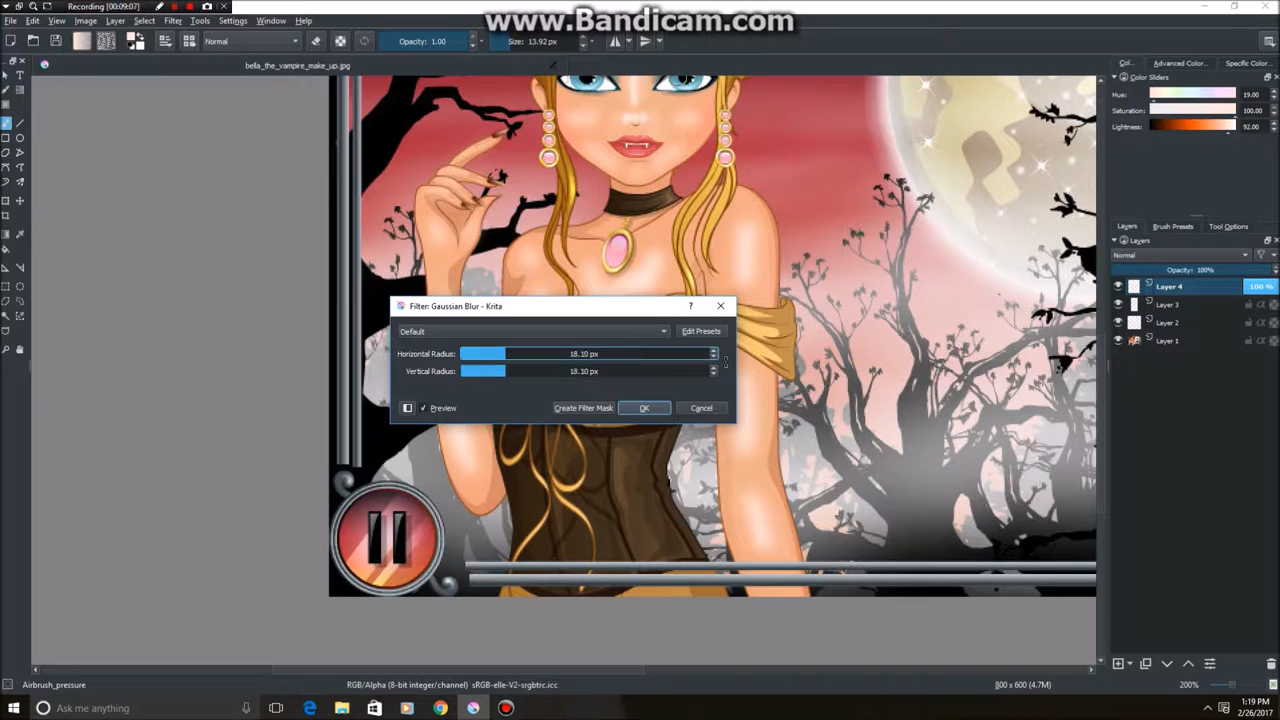 Recording [00:09:07]
www.Bandicam.com
File Edit View Image Layer Select Filter Tools Settings Window Help
Normal Opacity: 1.00 Size: 13.92 px
bella_the_vampire_make_up.jpg
Col... Advanced Color... Specific Color...
Color Sliders
Hue: 19.00
Saturation: 100.00
Lightness: 92.00
Layers Brush Presets Tool Options
Layers
Normal
Opacity: 100%
Layer 4 100 %
Layer 3
Layer 2
Layer 1
Filter: Gaussian Blur - Krita ?
Default Edit Presets
Horizontal Radius: 18.10 px
Vertical Radius: 18.10 px
Preview Create Filter Mask OK Cancel
Airbrush_pressure RGB/Alpha (8-bit integer/channel) sRGB-elle-V2-srgbtrc.icc 800 x 600 (4.7M) 200%
Ask me anything 1:19 PM
2/26/2017